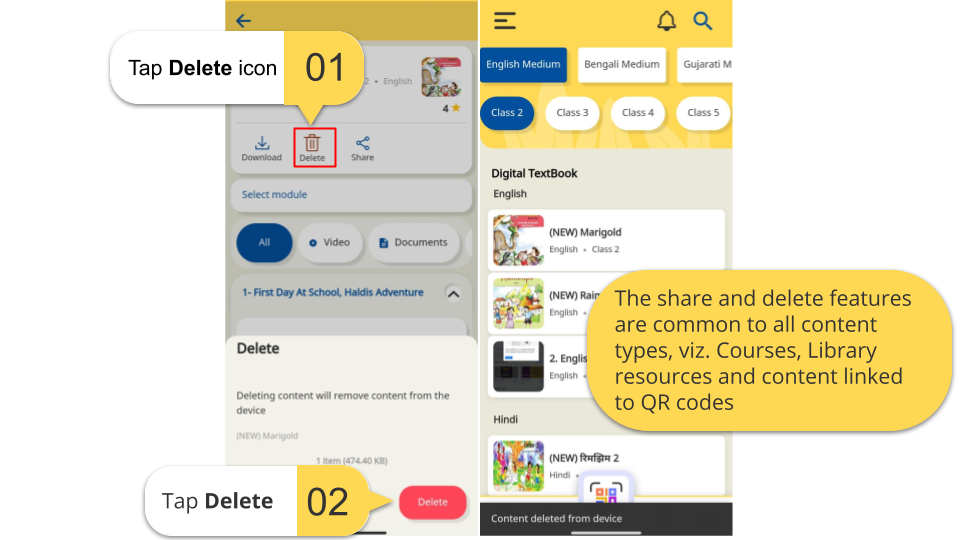 Tap Delete icon
01
2 • English
4
Download
Delete
Share
Select module
All
Video
Documents
1- First Day At School, Haldis Adventure
Delete
Deleting content will remove content from the
device
(NEW) Marigold
1 Item (474.40 KB)
Tap Delete
02
Delete
English Medium
Bengali Medium
Gujarati M
Class 2
Class 3
Class 4
Class 5
Digital TextBook
English
(NEW) Marigold
English • Class 2
(NEW) Rain
English •
2. Englis
English •
The share and delete features
are common to all content
types, viz. Courses, Library
resources and content linked
to QR codes
Hindi
(NEW) रिमझिम 2
Hindi •
Content deleted from device